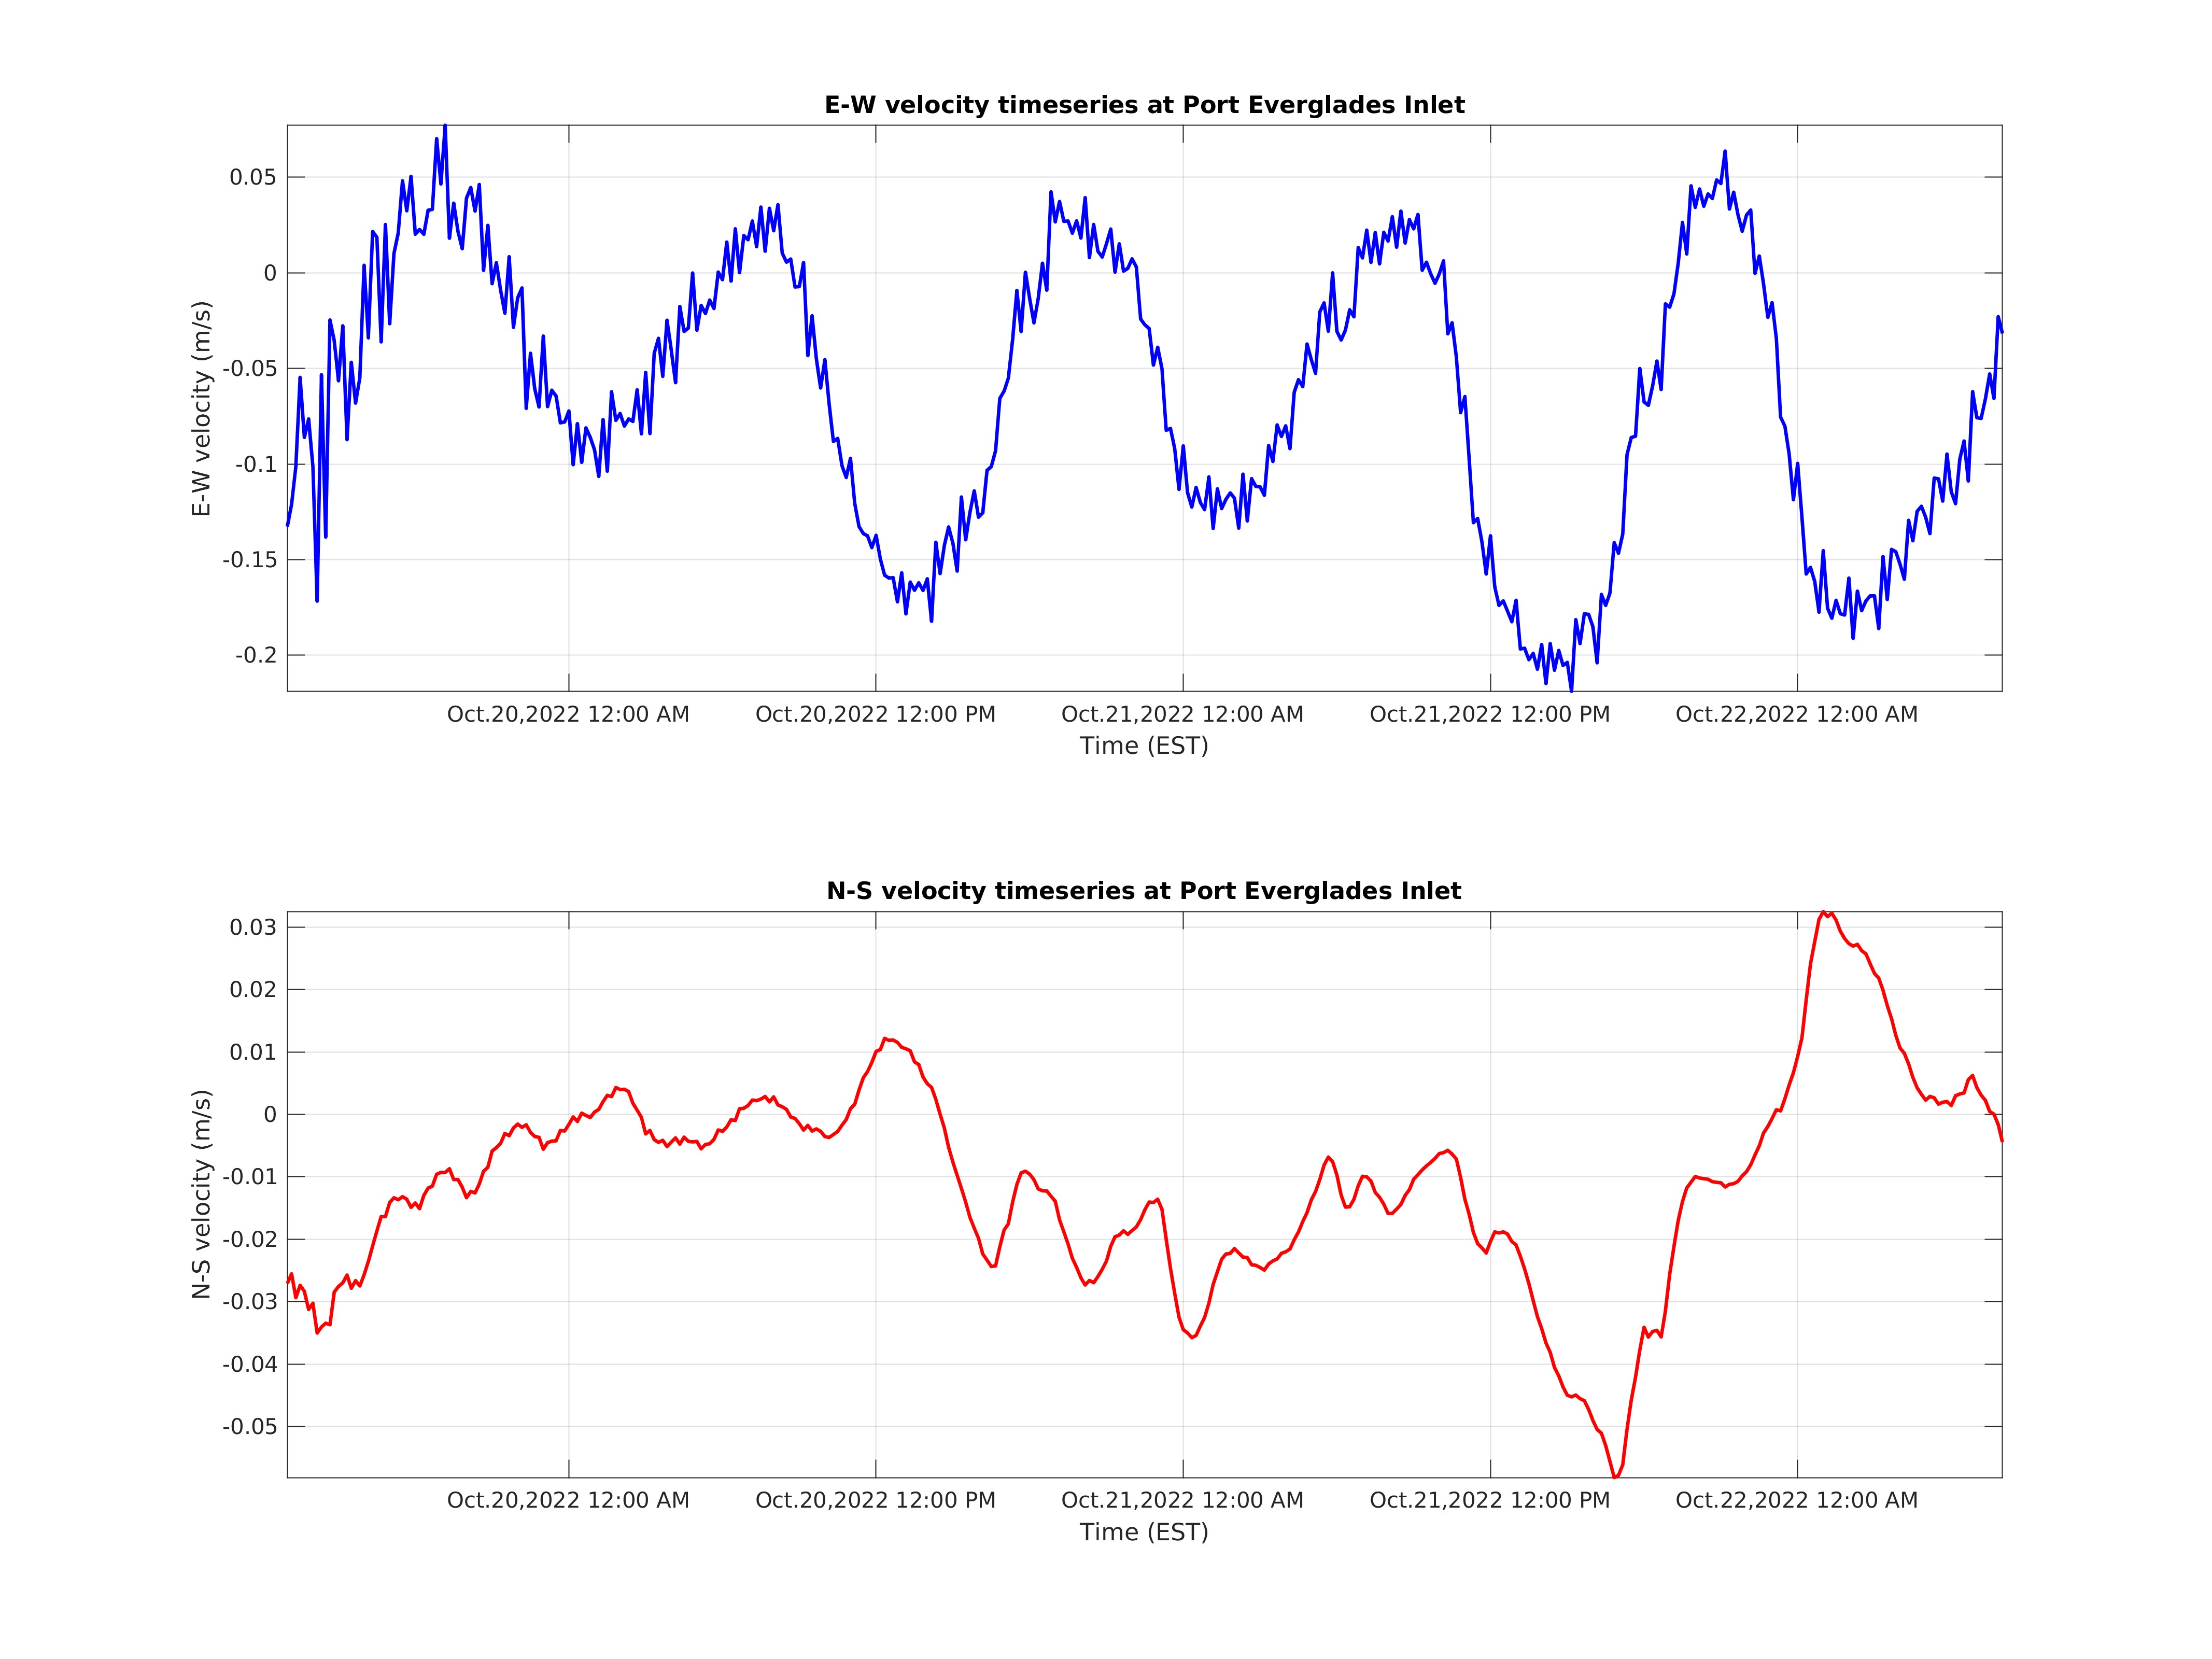 E-W velocity timeseries at Port Everglades Inlet
0.05
0
-0.05
-0.1
-0.15
-0.2
E-W velocity (m/s)
Oct.20,2022 12:00 AM Oct.20,2022 12:00 PM Oct.21,2022 12:00 AM Oct.21,2022 12:00 PM Oct.22,2022 12:00 AM
Time (EST)
N-S velocity timeseries at Port Everglades Inlet
0.03
0.02
0.01
0
-0.01
-0.02
-0.03
-0.04
-0.05
N-S velocity (m/s)
Oct.20,2022 12:00 AM Oct.20,2022 12:00 PM Oct.21,2022 12:00 AM Oct.21,2022 12:00 PM Oct.22,2022 12:00 AM
Time (EST)